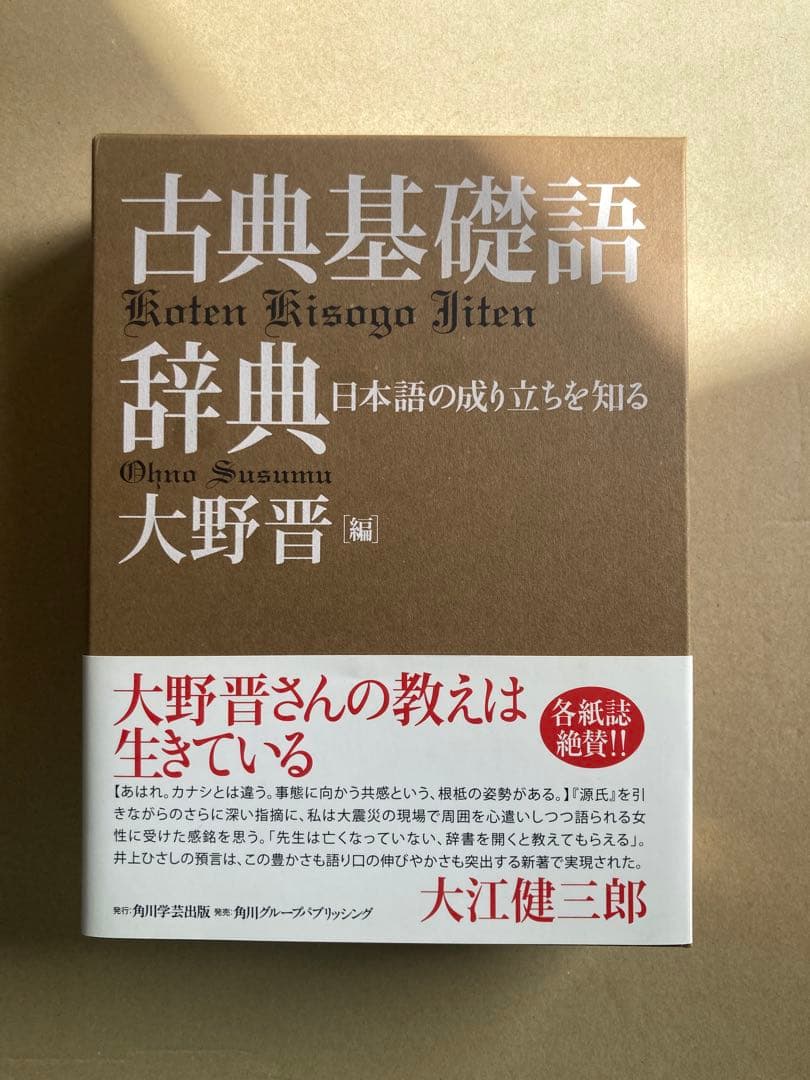 古典基礎語
Koten Kisogo Jiten
辞典 日本語の成り立ちを知る
Ohno Susumu
大野晋[編]
大野晋さんの教えは
生きている
各紙誌
絶賛!!
【あはれ。カナシとは違う。事態に向かう共感という、根柢の姿勢がある。】『源氏』を引
きながらのさらに深い指摘に、私は大震災の現場で周囲を心遣いしつつ語られる女
性に受けた感銘を思う。「先生は亡くなっていない、辞書を開くと教えてもらえる」。
井上ひさしの預言は、この豊かさも語り口の伸びやかさも突出する新著で実現された。
大江健三郎
発行:角川学芸出版 発売:角川グループパブリッシング